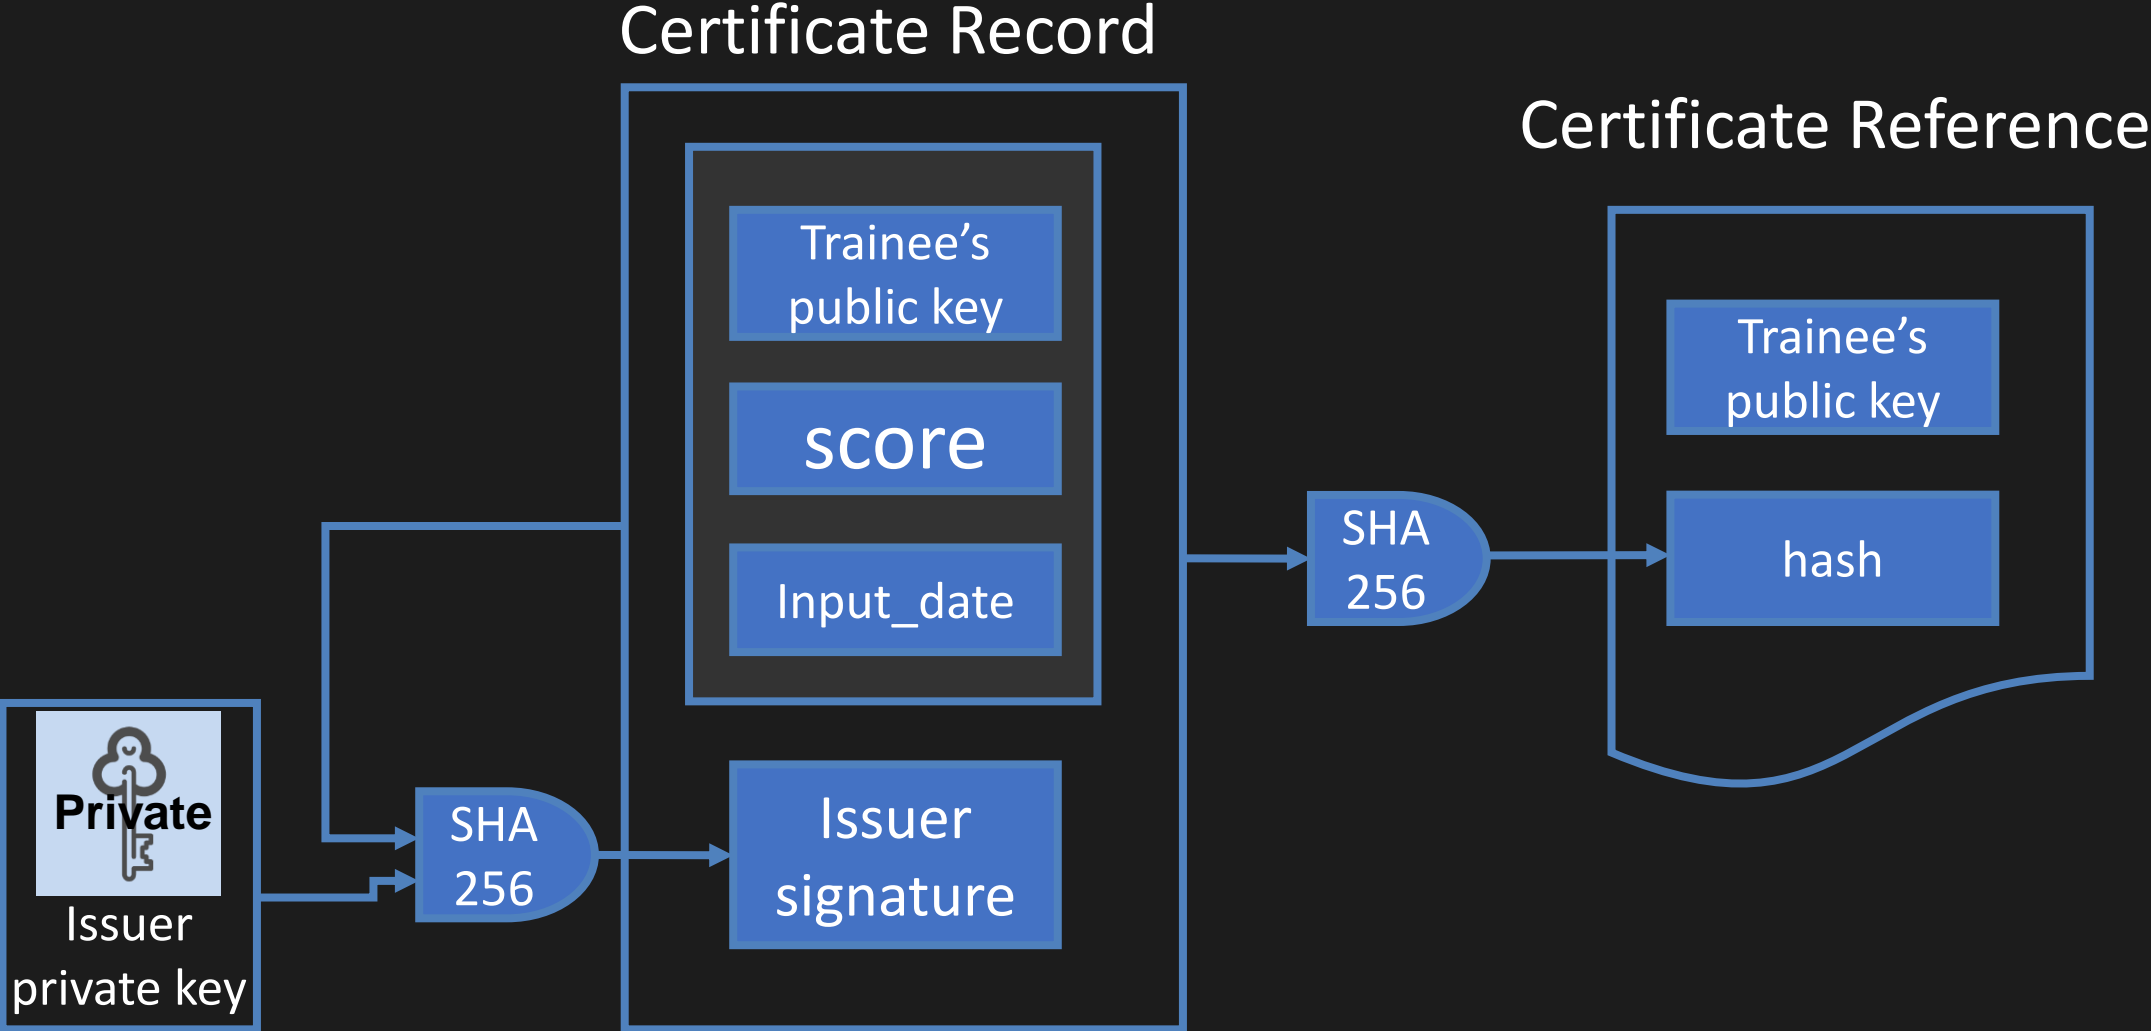 Certificate Record
Certificate Reference
Trainee’s
public key
score
Input_date
Issuer
signature
SHA
256
Private
Issuer
private key
SHA
256
Trainee’s
public key
hash